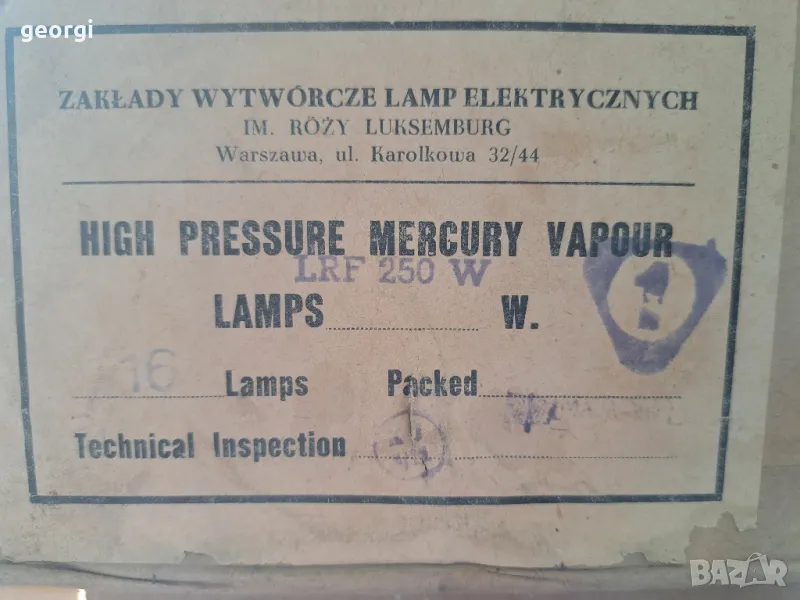 georgi
ZAKŁADY WYTWÓRCZE LAMP ELEKTRYCZNYCH
IM. RÓŻY LUKSEMBURG
Warszawa, ul. Karolkowa 32/44
HIGH PRESSURE MERCURY VAPOUR
LRF 250 W
1
LAMPS W.
16 Lamps Packed
Technical Inspection
BAZAR